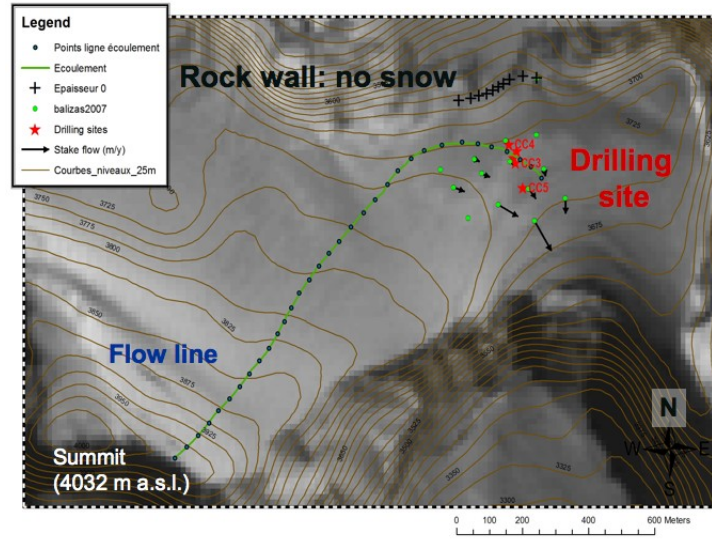 Legend
Points ligne écoulement
Ecoulement
Epaisseur 0
balizas2007
Drilling sites
Stake flow (m/y)
Courbes_niveaux_25m
Rock wall: no snow
3700
3725
CC4
CC3
CC5
Drilling
site
3750
3725
3775
3800
3675
3850
3825
Flow line
3875
3950
3925
Summit
(4032 m a.s.l.)
3350
3325
3300
N
W E
S
0 100 200 400 600 Meters